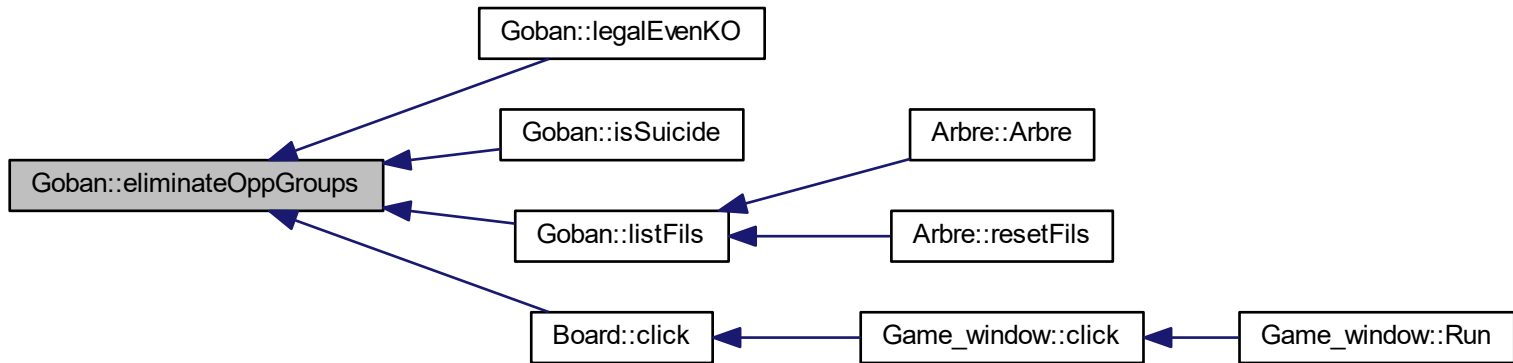 Goban::legalEvenKO
Goban::isSuicide
Arbre::Arbre
Goban::eliminateOppGroups
Goban::listFils
Arbre::resetFils
Board::click
Game_window::click
Game_window::Run